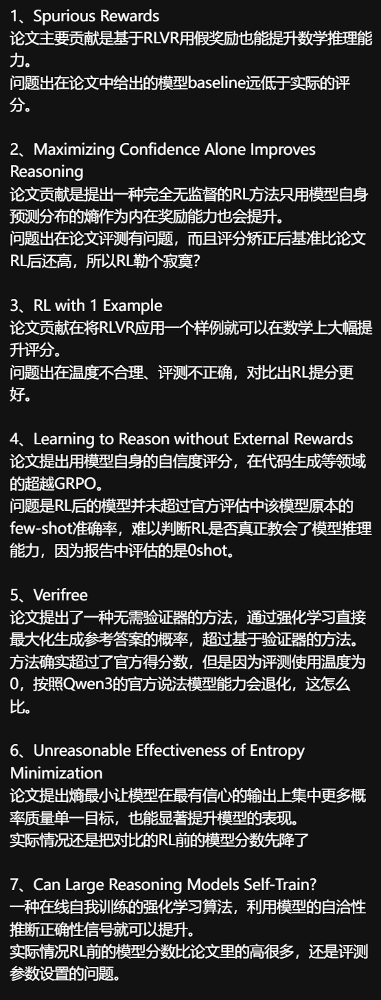 1、Spurious Rewards
论文主要贡献是基于RLVR用假奖励也能提升数学推理能
力。
问题出在论文中给出的模型baseline远低于实际的评
分。
2、Maximizing Confidence Alone Improves
Reasoning
论文贡献是提出一种完全无监督的RL方法只用模型自身
预测分布的熵作为内在奖励能力也会提升。
问题出在论文评测有问题，而且评分矫正后基准比论文
RL后还高，所以RL勒个寂寞?
3、RL with 1 Example
论文贡献在将RLVR应用一个样例就可以在数学上大幅提
升评分。
问题出在温度不合理、评测不正确，对比出RL提分更
好。
4、Learning to Reason without External Rewards
论文提出用模型自身的自信度评分，在代码生成等领域
的超越GRPO。
问题是RL后的模型并未超过官方评估中该模型原本的
few-shot准确率，难以判断RL是否真正教会了模型推理
能力，因为报告中评估的是0shot。
5、Verifree
论文提出了一种无需验证器的方法，通过强化学习直接
最大化生成参考答案的概率，超过基于验证器的方法。
方法确实超过了官方得分数，但是因为评测使用温度为
0，按照Qwen3的官方说法模型能力会退化，这怎么
比。
6、Unreasonable Effectiveness of Entropy
Minimization
论文提出熵最小让模型在最有信心的输出上集中更多概
率质量单一目标，也能显著提升模型的表现。
实际情况还是把对比的RL前的模型分数先降了
7、Can Large Reasoning Models Self-Train?
一种在线自我训练的强化学习算法，利用模型的自洽性
推断正确性信号就可以提升。
实际情况RL前的模型分数比论文里的高很多，还是评测
参数设置的问题。